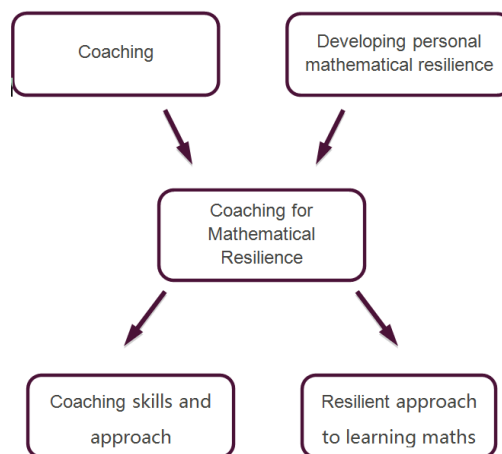 Coaching
Developing personal
mathematical resilience
Coaching for
Mathematical
Resilience
Coaching skills and
approach
Resilient approach
to learning maths